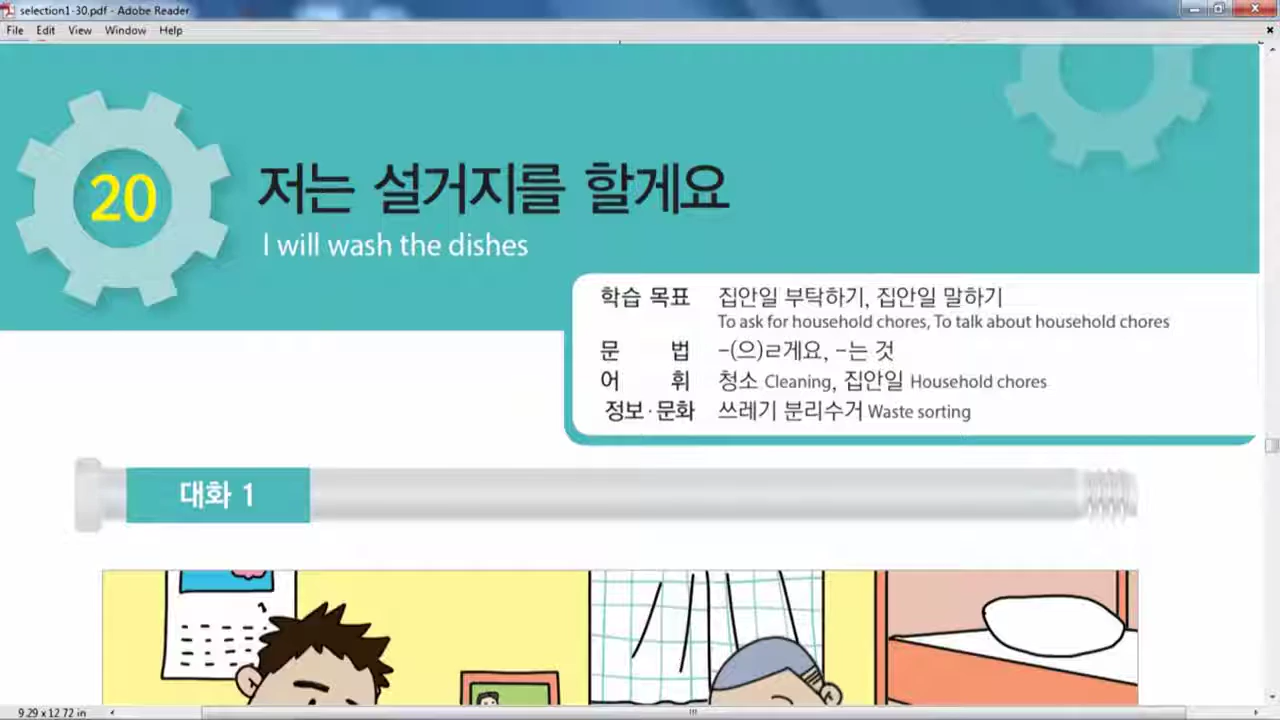 selection1-30.pdf - Adobe Reader
File Edit View Window Help
20
저는 설거지를 할게요
I will wash the dishes
학습 목표 집안일 부탁하기, 집안일 말하기
To ask for household chores, To talk about household chores
문 법 -(으)ㄹ게요, -는 것
어 휘 청소 Cleaning, 집안일 Household chores
정보·문화 쓰레기 분리수거 Waste sorting
대화 1
9.29 x 12.72 in